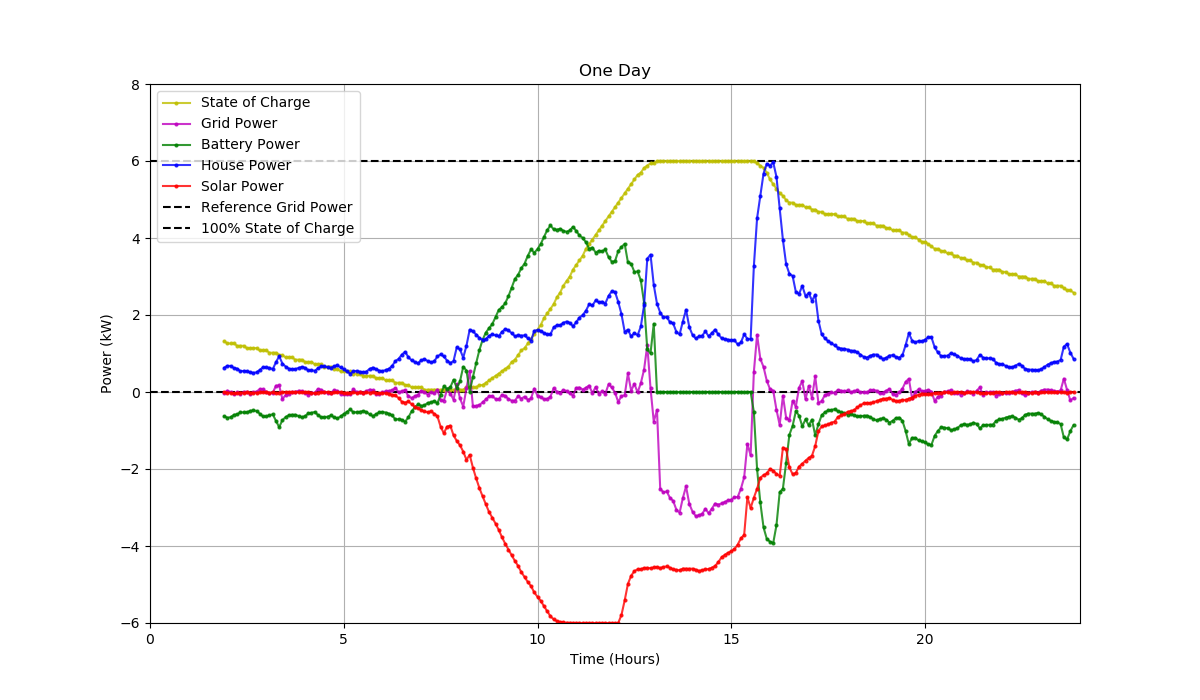 One Day
8
6
4
2
0
−2
−4
−6
Power (kW)
State of Charge
Grid Power
Battery Power
House Power
Solar Power
Reference Grid Power
100% State of Charge
0 5 10 15 20
Time (Hours)